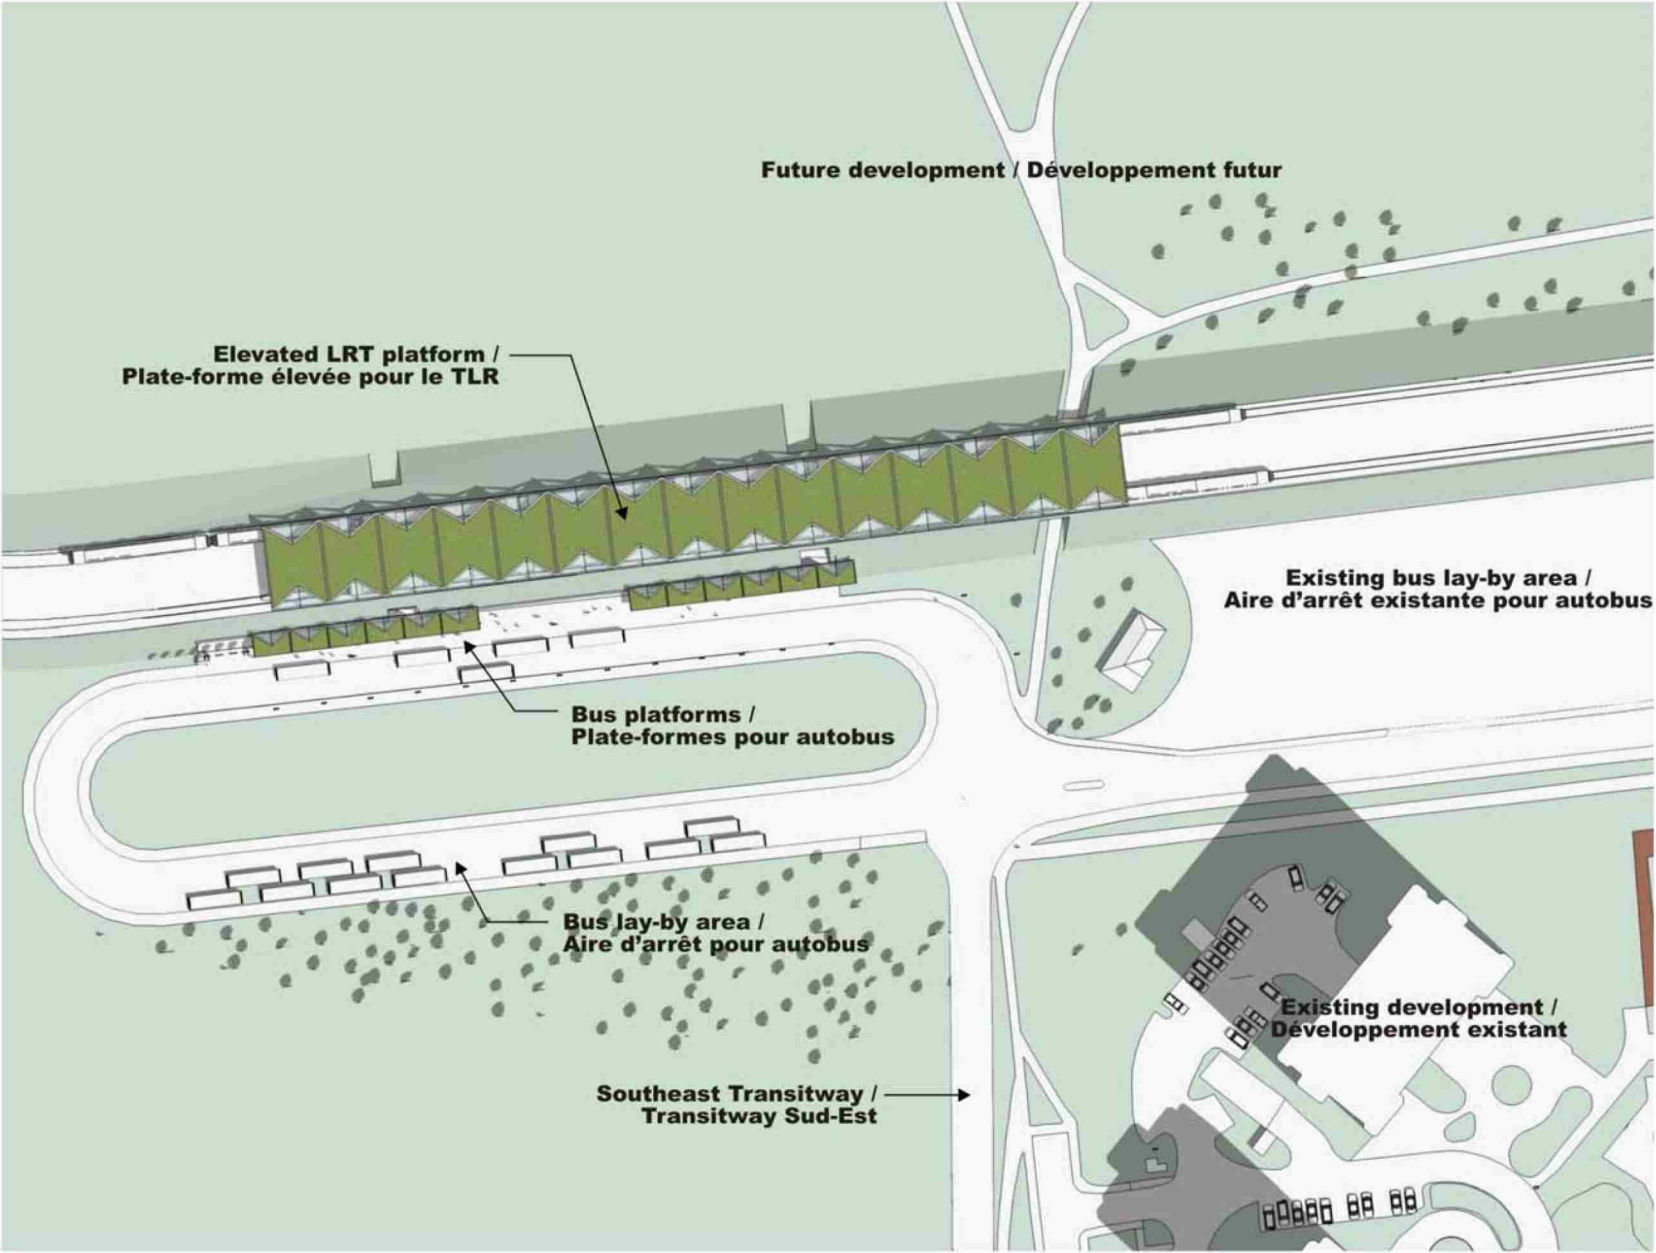 Future development / Développement futur
Elevated LRT platform /
Plate-forme élevée pour le TLR
Existing bus lay-by area /
Aire d'arrêt existante pour autobus
Bus platforms /
Plate-formes pour autobus
Bus lay-by area /
Aire d'arrêt pour autobus
Existing development /
Développement existant
Southeast Transitway /
Transitway Sud-Est